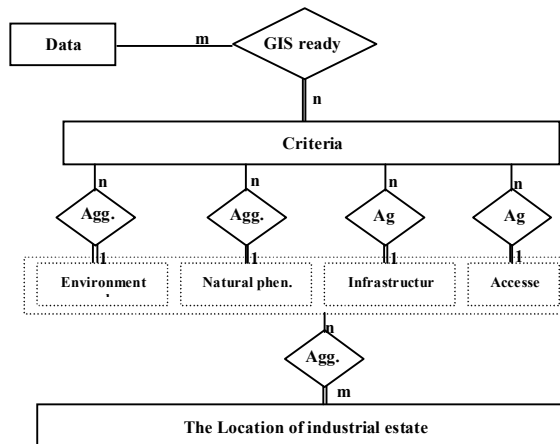 Data
m
GIS ready
n
Criteria
n n n n
Agg. Agg. Ag Ag
1 1 1 1
Environment Natural phen. Infrastructur Accesse
n
Agg.
m
The Location of industrial estate